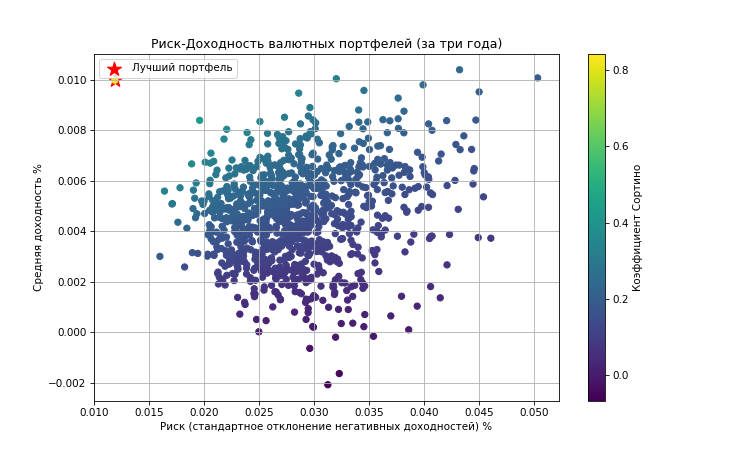 Риск-Доходность валютных портфелей (за три года)
Лучший портфель
Средняя доходность %
0.010
0.008
0.006
0.004
0.002
0.000
−0.002
0.010 0.015 0.020 0.025 0.030 0.035 0.040 0.045 0.050
Риск (стандартное отклонение негативных доходностей) %
0.8
0.6
0.4
0.2
0.0
Коэффициент Сортино